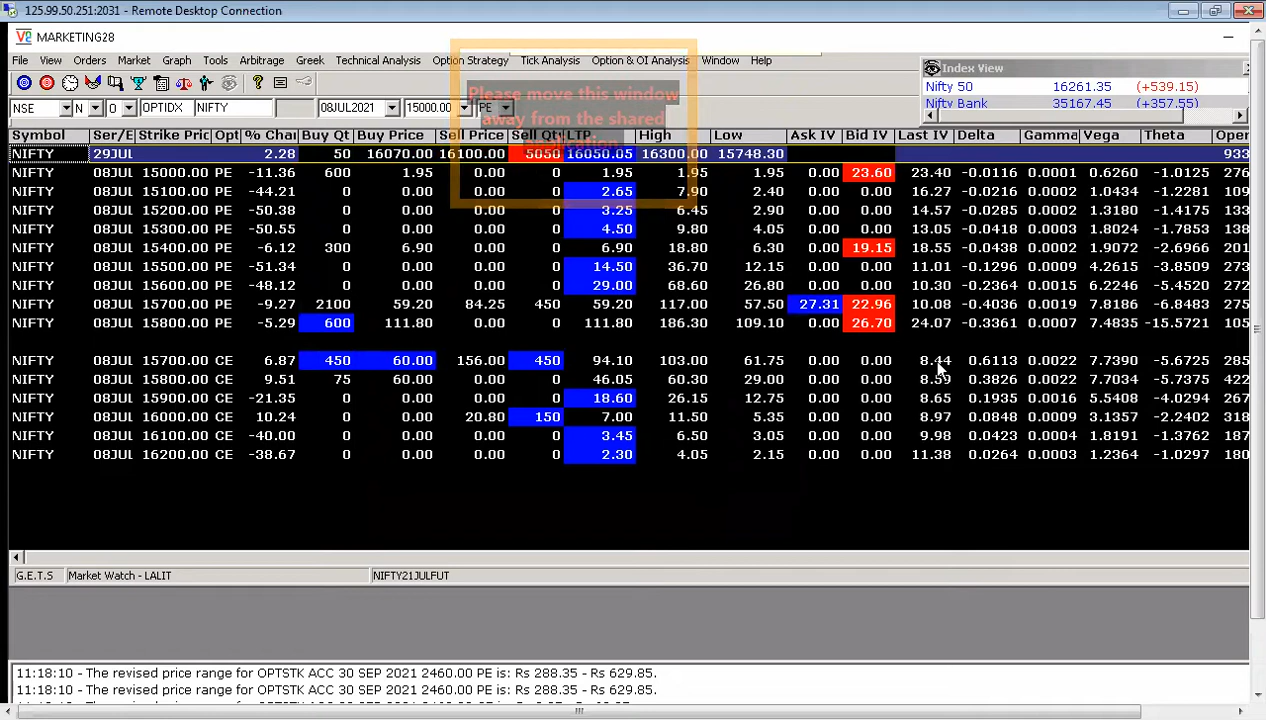 125.99.50.251:2031 - Remote Desktop Connection
MARKETING28
File View Orders Market Graph Tools Arbitrage Greek Technical Analysis Option Strategy Tick Analysis Option & OI Analysis Window Help
Index View
Nifty 50 16261.35 (+539.15)
Nifty Bank 35167.45 (+357.55)
Please move this window
away from the shared
application
NSE N O OPTIDX NIFTY 08JUL2021 15000.00 PE
Symbol Ser/E Strike Pric Opt % Cha Buy Qt Buy Price Sell Price Sell Qt LTP High Low Ask IV Bid IV Last IV Delta Gamma Vega Theta Oper
NIFTY 29JUL 2.28 50 16070.00 16100.00 5050 16050.05 16300.00 15748.30 933
NIFTY 08JUL 15000.00 PE -11.36 600 1.95 0.00 0 1.95 1.95 1.95 0.00 23.60 23.40 -0.0116 0.0001 0.6260 -1.0125 276
NIFTY 08JUL 15100.00 PE -44.21 0 0.00 0.00 0 2.65 7.90 2.40 0.00 0.00 16.27 -0.0216 0.0002 1.0434 -1.2281 109
NIFTY 08JUL 15200.00 PE -50.38 0 0.00 0.00 0 3.25 6.45 2.90 0.00 0.00 14.57 -0.0285 0.0002 1.3180 -1.4175 133
NIFTY 08JUL 15300.00 PE -50.55 0 0.00 0.00 0 4.50 9.80 4.05 0.00 0.00 13.05 -0.0418 0.0003 1.8024 -1.7853 138
NIFTY 08JUL 15400.00 PE -6.12 300 6.90 0.00 0 6.90 18.80 6.30 0.00 19.15 18.55 -0.0438 0.0002 1.9072 -2.6966 201
NIFTY 08JUL 15500.00 PE -51.34 0 0.00 0.00 0 14.50 36.70 12.15 0.00 0.00 11.01 -0.1296 0.0009 4.2615 -3.8509 273
NIFTY 08JUL 15600.00 PE -48.12 0 0.00 0.00 0 29.00 68.60 26.80 0.00 0.00 10.30 -0.2364 0.0015 6.2246 -5.4520 112
NIFTY 08JUL 15700.00 PE -9.27 2100 59.20 84.25 450 59.20 117.00 57.50 27.31 22.96 10.08 -0.4036 0.0019 7.8186 -6.8483 275
NIFTY 08JUL 15800.00 PE -5.29 600 111.80 0.00 0 111.80 186.30 109.10 0.00 26.70 24.07 -0.3361 0.0007 7.4835 -15.5721 105
NIFTY 08JUL 15700.00 CE 6.87 450 60.00 156.00 450 94.10 103.00 61.75 0.00 0.00 8.44 0.6113 0.0022 7.7390 -5.6725 285
NIFTY 08JUL 15800.00 CE 9.51 75 60.00 0.00 0 46.05 60.30 29.00 0.00 0.00 8.59 0.3826 0.0022 7.7034 -5.7375 422
NIFTY 08JUL 15900.00 CE -21.35 0 0.00 0.00 0 18.60 26.15 12.75 0.00 0.00 8.65 0.1935 0.0016 5.5408 -4.0294 267
NIFTY 08JUL 16000.00 CE 10.24 0 0.00 20.80 150 7.00 11.50 5.35 0.00 0.00 8.97 0.0848 0.0009 3.1357 -2.2402 318
NIFTY 08JUL 16100.00 CE -40.00 0 0.00 0.00 0 3.45 6.50 3.05 0.00 0.00 9.98 0.0423 0.0004 1.8191 -1.3762 187
NIFTY 08JUL 16200.00 CE -38.67 0 0.00 0.00 0 2.30 4.05 2.15 0.00 0.00 11.38 0.0264 0.0003 1.2364 -1.0297 180
G.E.T.S Market Watch - LALIT NIFTY21JULFUT
11:18:10 - The revised price range for OPTSTK ACC 30 SEP 2021 2460.00 PE is: Rs 288.35 - Rs 629.85.
11:18:10 - The revised price range for OPTSTK ACC 30 SEP 2021 2460.00 PE is: Rs 288.35 - Rs 629.85.